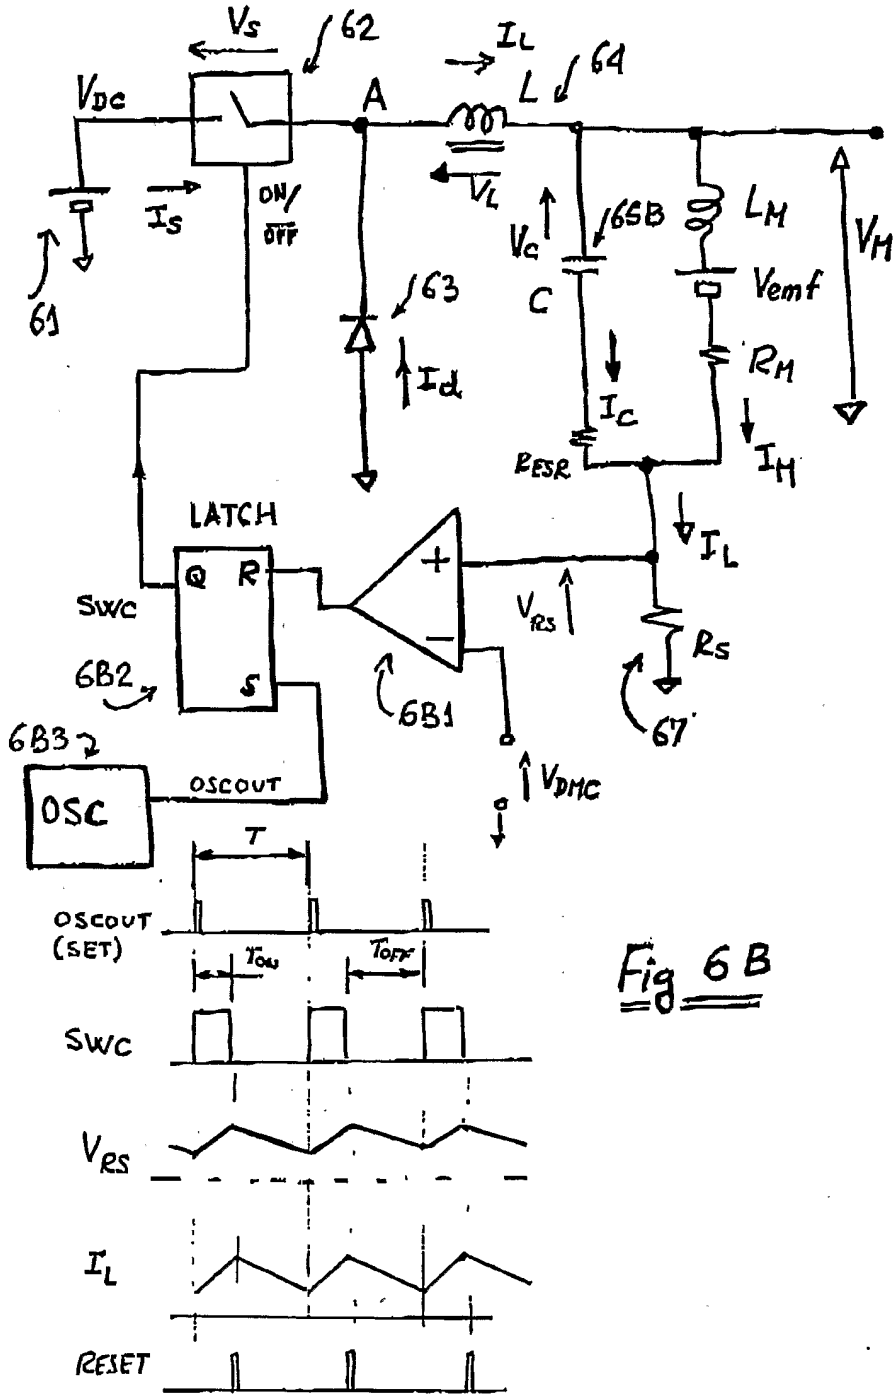 Vs
62
IL
64
VDC
A
L
Is
ON/
OFF
VL
61
65B
Vc
C
LM
Vemf
VM
63
Id
RM
Ic
RESR
IM
LATCH
IL
Q R
+
VRS
SWC
S
−
Rs
6B2
6B1
67
6B3
OSC
OSCOUT
VDMC
T
OSCOUT
(SET)
TON
TOFF
Fig 6B
SWC
VRS
IL
RESET